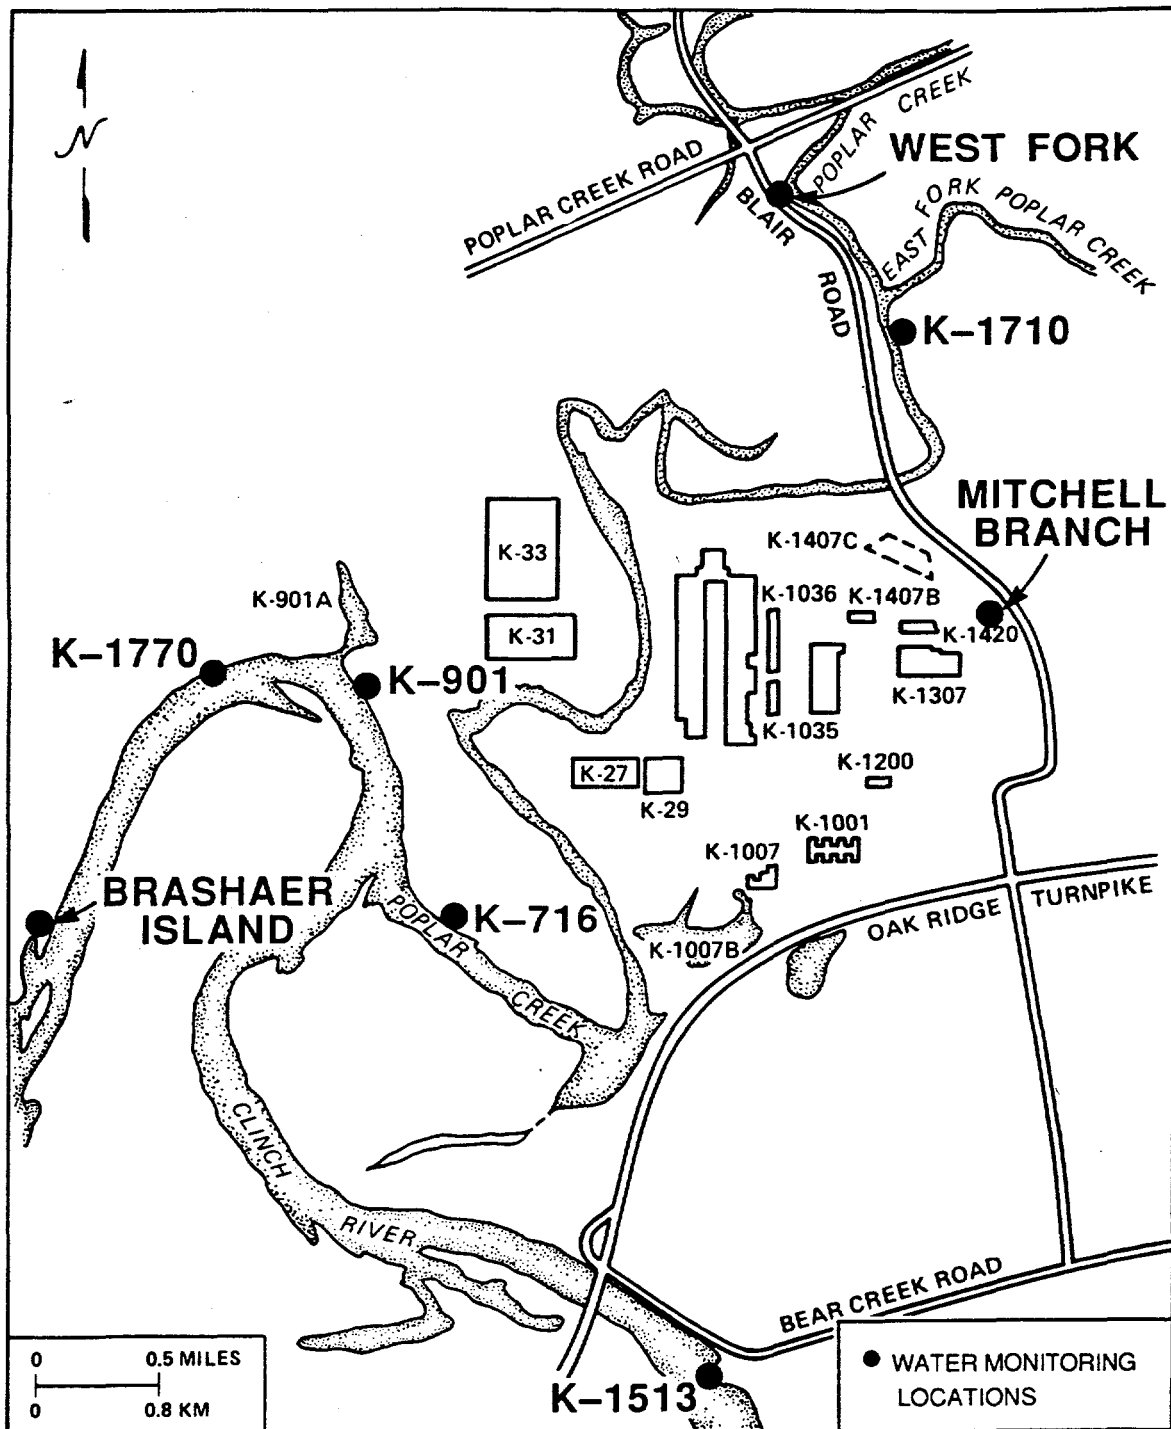 N
POPLAR CREEK
POPLAR CREEK ROAD
WEST FORK
POPLAR
BLAIR
ROAD
EAST FORK POPLAR CREEK
K-1710
MITCHELL
BRANCH
K-1407C
K-33
K-1036
K-1407B
K-901A
K-31
K-1420
K-1770
K-901
K-1307
K-1035
K-27
K-29
K-1200
K-1001
K-1007
BRASHAER
ISLAND
POPLAR
CREEK
K-716
K-1007B
OAK RIDGE TURNPIKE
CLINCH
RIVER
BEAR CREEK ROAD
K-1513
0 0.5 MILES
0 0.8 KM
WATER MONITORING
LOCATIONS